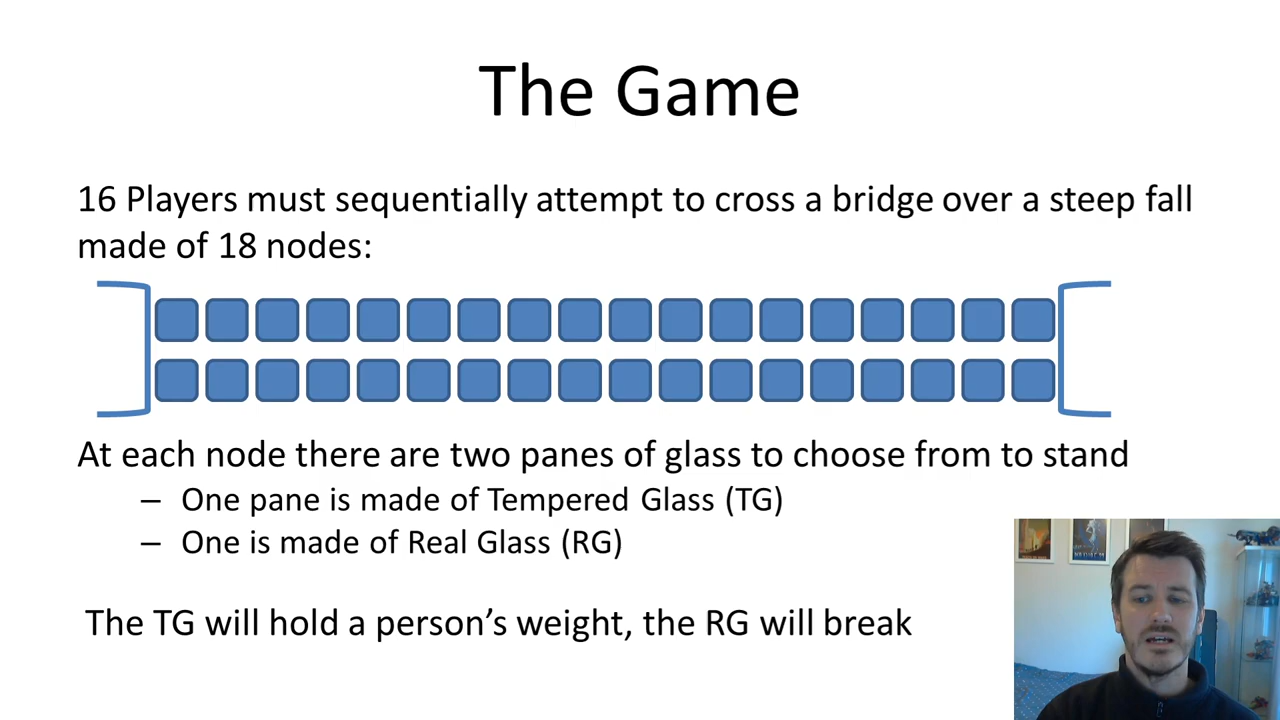 The Game
16 Players must sequentially attempt to cross a bridge over a steep fall
made of 18 nodes:
At each node there are two panes of glass to choose from to stand
– One pane is made of Tempered Glass (TG)
– One is made of Real Glass (RG)
The TG will hold a person's weight, the RG will break